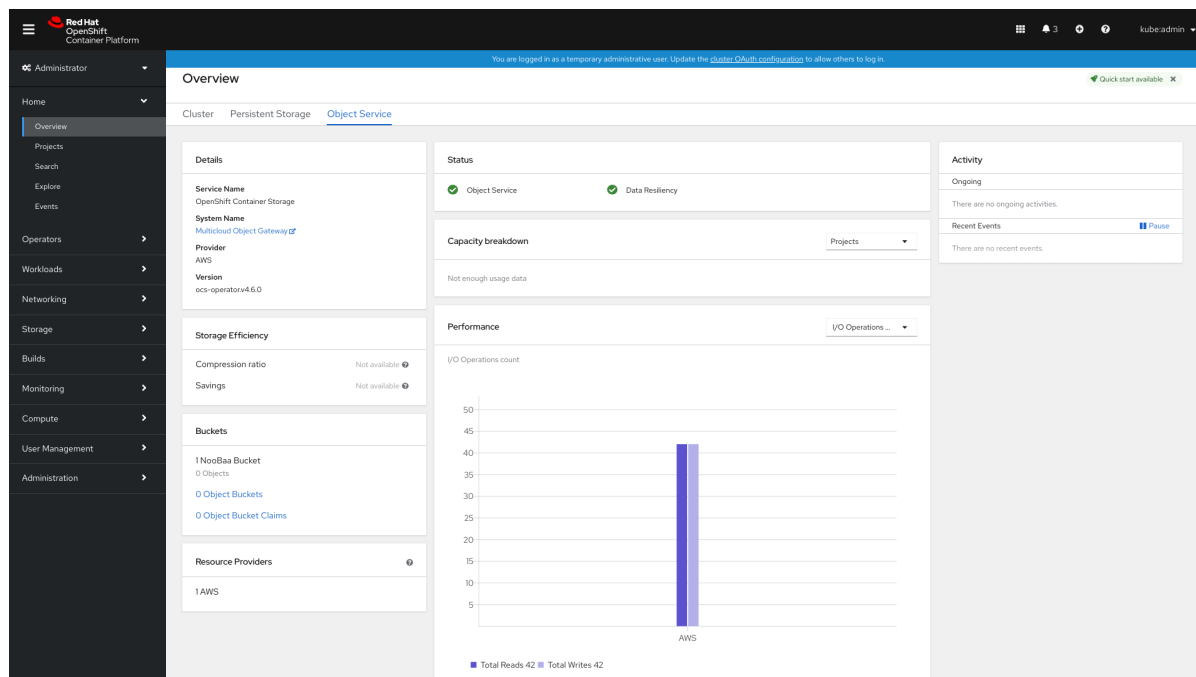 Red Hat
OpenShift
Container Platform
3
kube:admin
Administrator
Home
Overview
Projects
Search
Explore
Events
Operators
Workloads
Networking
Storage
Builds
Monitoring
Compute
User Management
Administration
You are logged in as a temporary administrative user. Update the cluster OAuth configuration to allow others to log in.
Overview
Quick start available
Cluster Persistent Storage Object Service
Details
Service Name
OpenShift Container Storage
System Name
Multicloud Object Gateway
Provider
AWS
Version
ocs-operator.v4.6.0
Storage Efficiency
Compression ratio Not available
Savings Not available
Buckets
1 NooBaa Bucket
0 Objects
0 Object Buckets
0 Object Bucket Claims
Resource Providers
1 AWS
Status
Object Service Data Resiliency
Capacity breakdown Projects
Not enough usage data
Performance I/O Operations ...
I/O Operations count
50
45
40
35
30
25
20
15
10
5
AWS
Total Reads 42 Total Writes 42
Activity
Ongoing
There are no ongoing activities.
Recent Events Pause
There are no recent events.